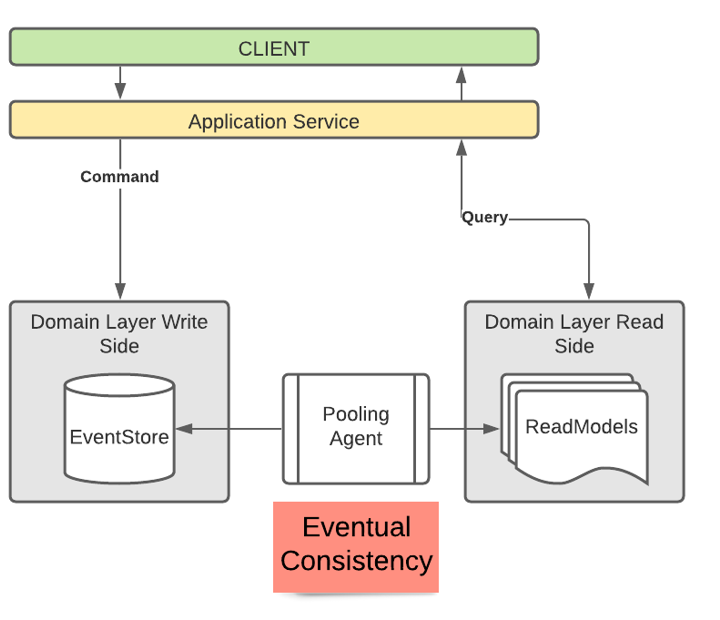 CLIENT
Application Service
Command
Query
Domain Layer Write
Side
Domain Layer Read
Side
EventStore
Pooling
Agent
ReadModels
Eventual
Consistency